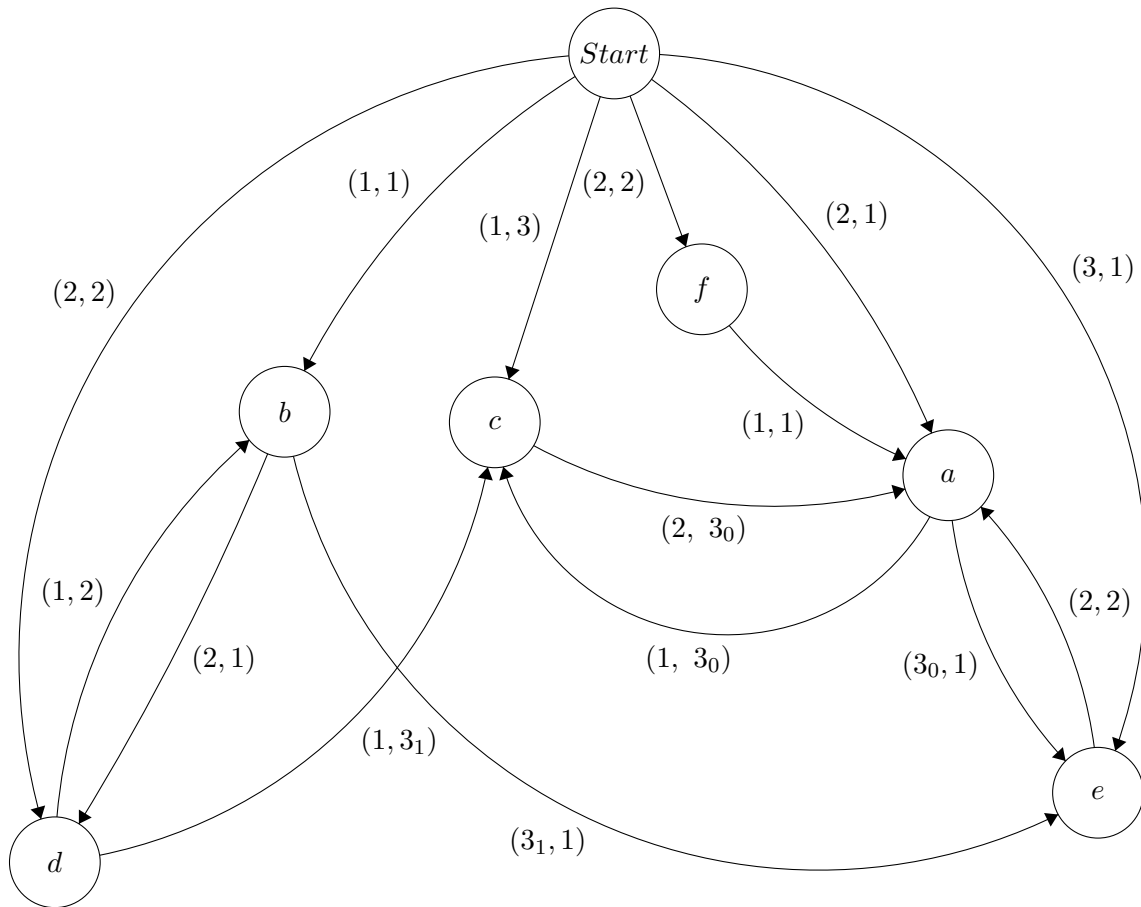 Start
(1, 1)
(2, 2)
(2, 1)
(1, 3)
(3, 1)
f
(2, 2)
b
c
(1, 1)
a
(2, 3₀)
(1, 2)
(2, 2)
(2, 1)
(1, 3₀)
(3₀, 1)
(1, 3₁)
e
(3₁, 1)
d